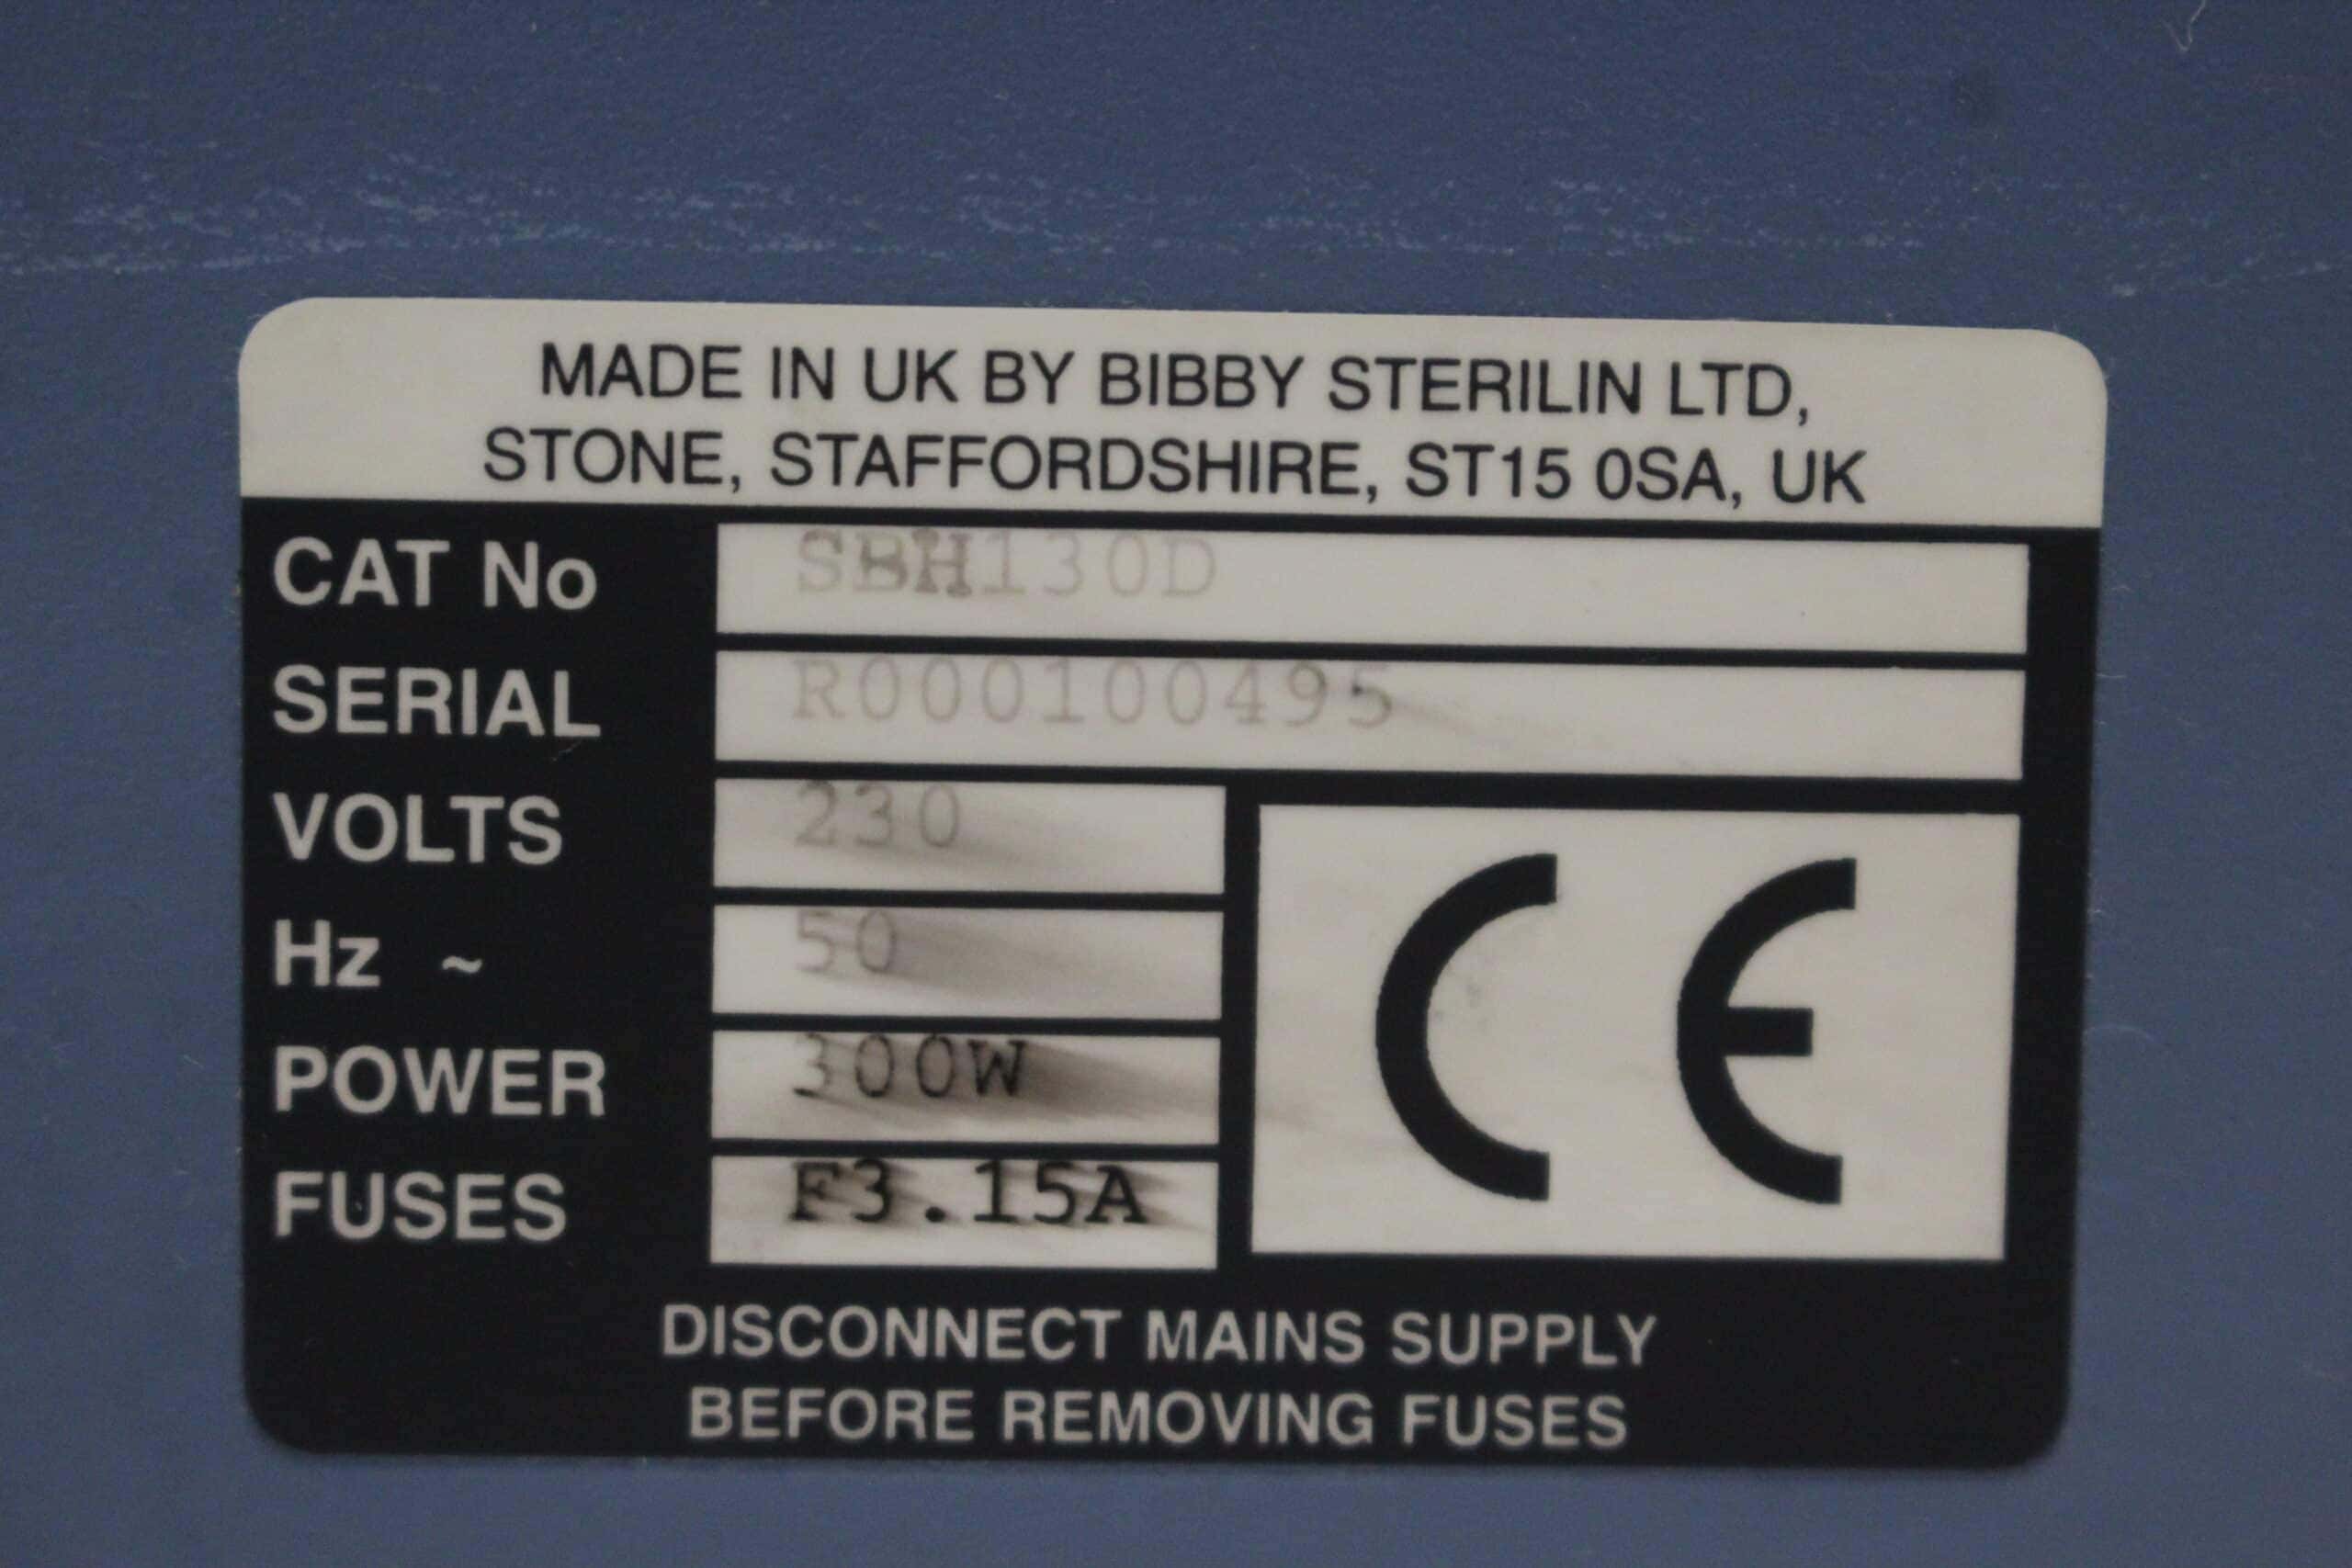 MADE IN UK BY BIBBY STERILIN LTD,
STONE, STAFFORDSHIRE, ST15 0SA, UK
CAT No SBH130D
SERIAL R000100495
VOLTS 230
Hz ~ 50
POWER 300W
FUSES F3.15A
CE
DISCONNECT MAINS SUPPLY
BEFORE REMOVING FUSES